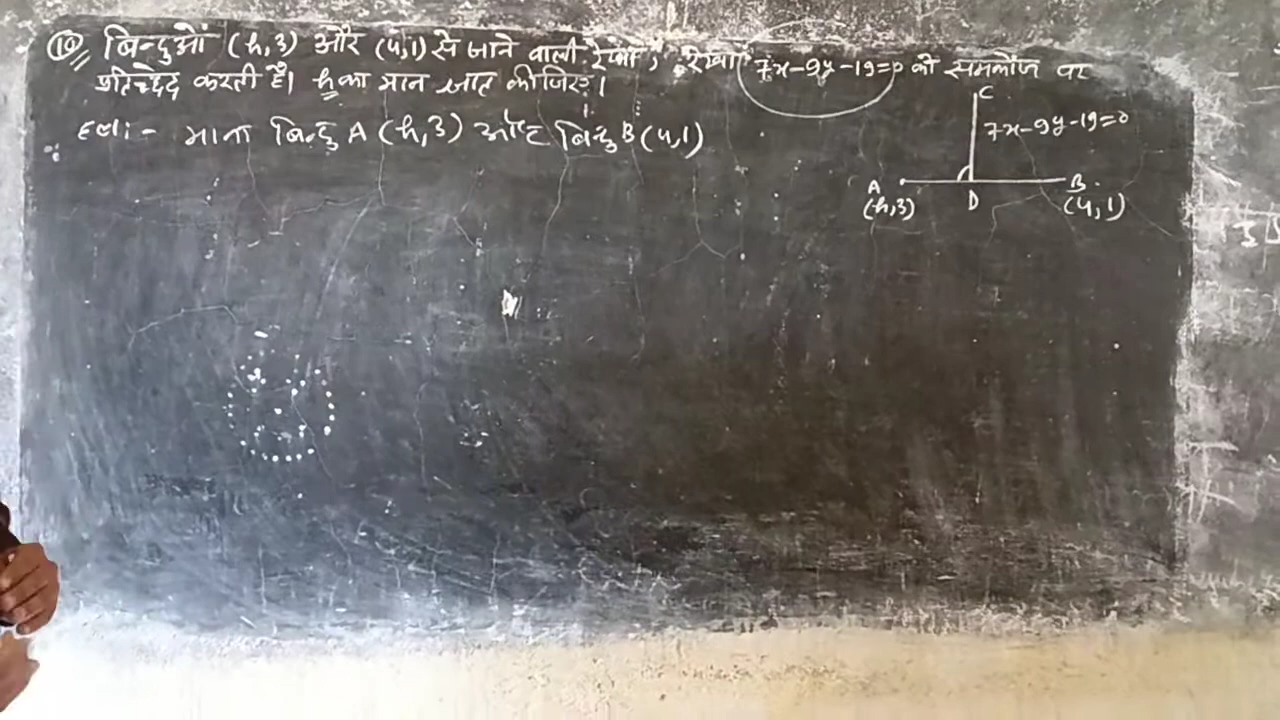 ⑩ बिन्दुओं (h,3) और (4,1) से जाने वाली रेखा, रेखा 7x-9y-19=0 को समकोण पर
प्रतिच्छेद करती है। h का मान ज्ञात कीजिए।
हल:- माना बिन्दु A (h,3) और बिन्दु B (4,1)
C
7x-9y-19=0
A
B
(h,3)
D
(4,1)